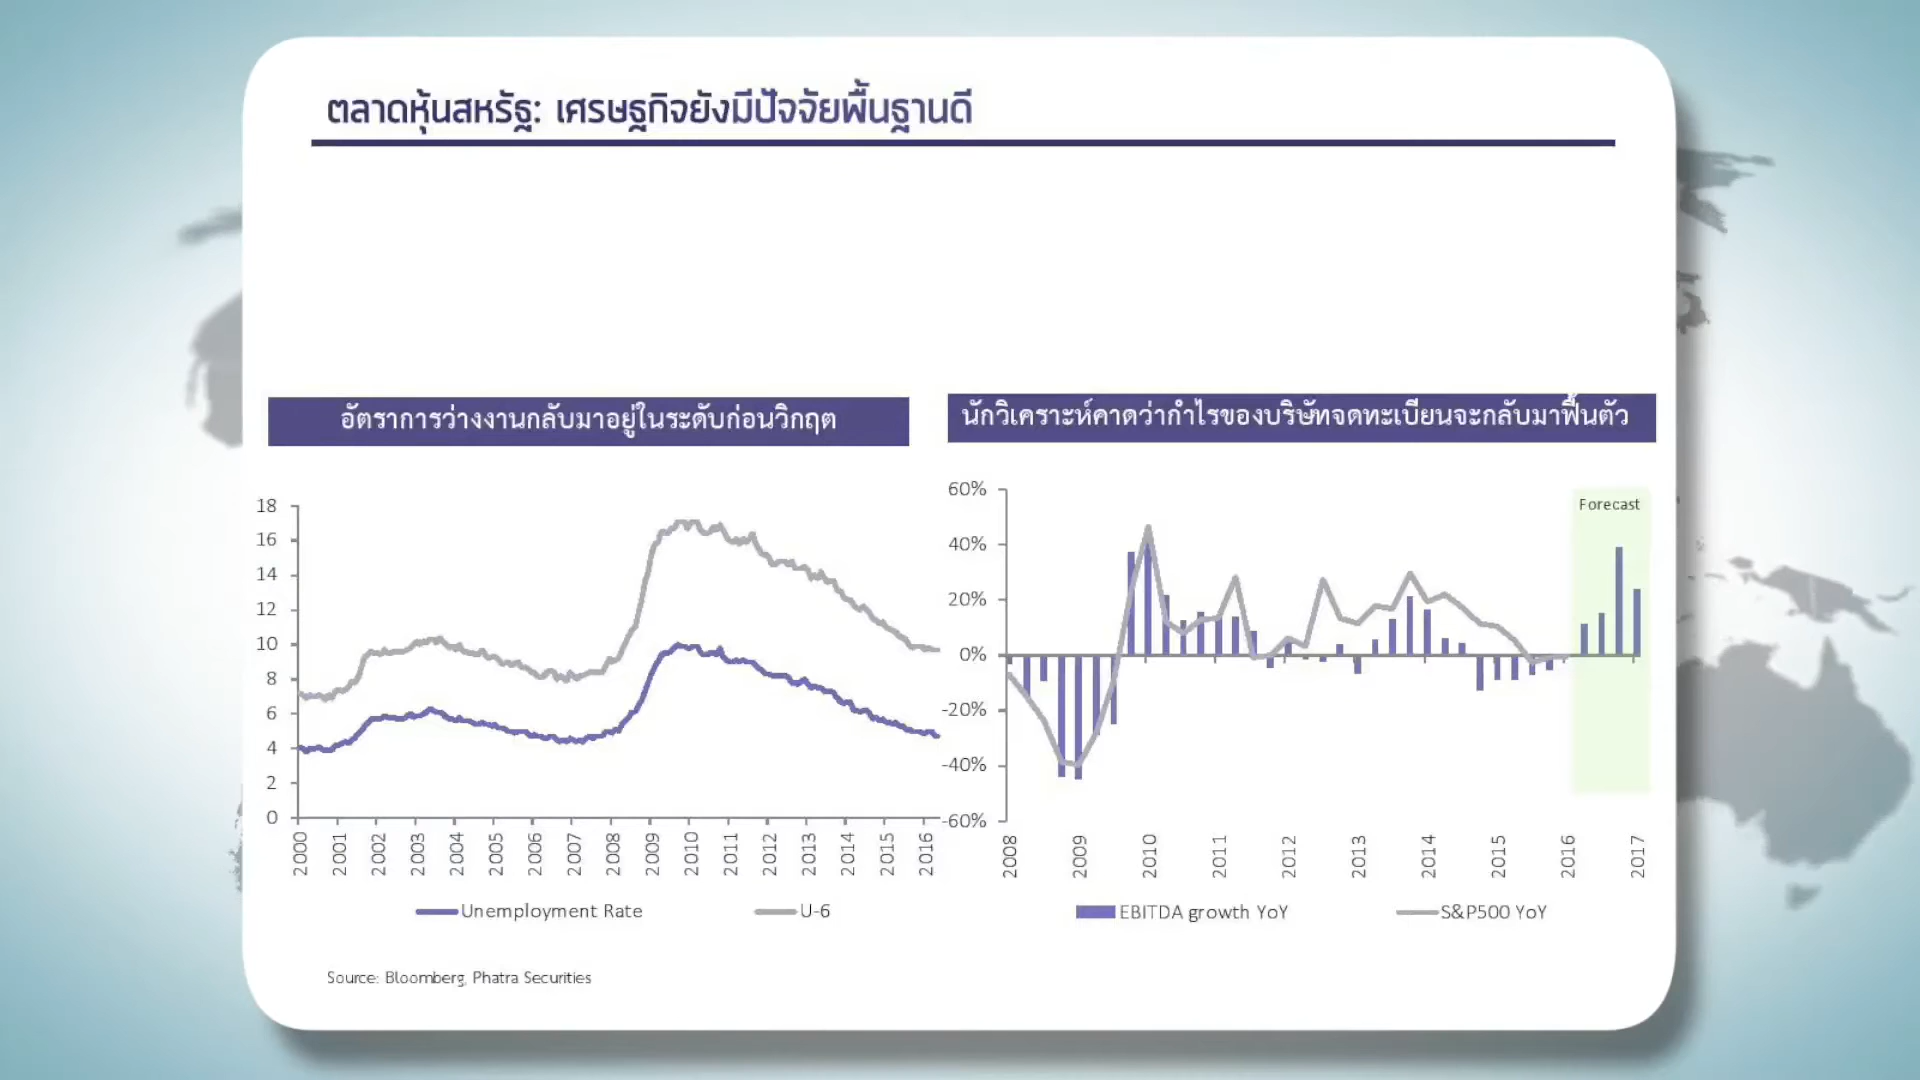 ตลาดหุ้นสหรัฐ: เศรษฐกิจยังมีปัจจัยพื้นฐานดี
อัตราการว่างงานกลับมาอยู่ในระดับก่อนวิกฤต
18
16
14
12
10
8
6
4
2
0
2000 2001 2002 2003 2004 2005 2006 2007 2008 2009 2010 2011 2012 2013 2014 2015 2016
Unemployment Rate U-6
นักวิเคราะห์คาดว่ากำไรของบริษัทจดทะเบียนจะกลับมาฟื้นตัว
60%
40%
20%
0%
-20%
-40%
-60%
Forecast
2008 2009 2010 2011 2012 2013 2014 2015 2016 2017
EBITDA growth YoY S&P500 YoY
Source: Bloomberg, Phatra Securities